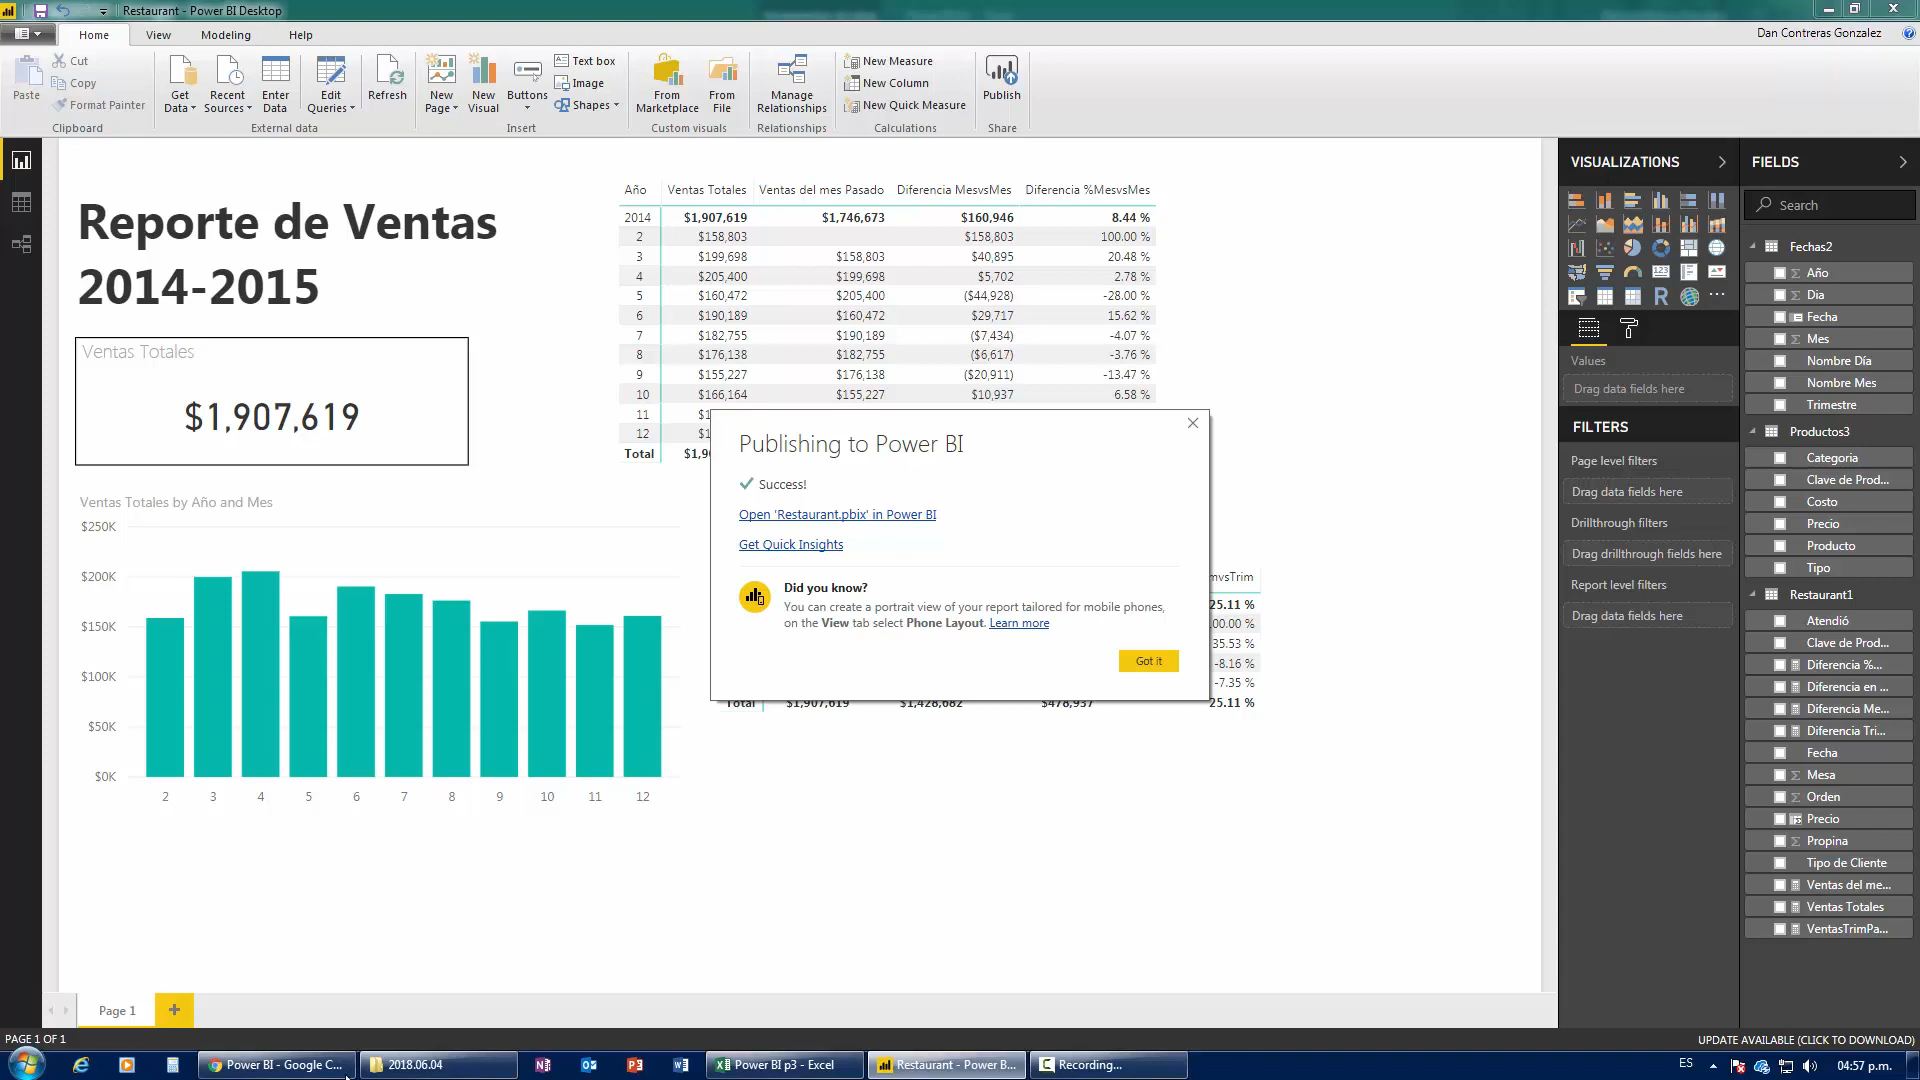 Restaurant - Power BI Desktop
Home View Modeling Help
Dan Contreras Gonzalez
Paste
Cut
Copy
Format Painter
Clipboard
Get Data
Recent Sources
Enter Data
Edit Queries
Refresh
External data
New Page
New Visual
Buttons
Text box
Image
Shapes
Insert
From Marketplace
From File
Custom visuals
Manage Relationships
Relationships
New Measure
New Column
New Quick Measure
Calculations
Publish
Share
Reporte de Ventas
2014-2015
Ventas Totales
$1,907,619
Año Ventas Totales Ventas del mes Pasado Diferencia MesvsMes Diferencia %MesvsMes
2014 $1,907,619 $1,746,673 $160,946 8.44 %
2 $158,803 $158,803 100.00 %
3 $199,698 $158,803 $40,895 20.48 %
4 $205,400 $199,698 $5,702 2.78 %
5 $160,472 $205,400 ($44,928) -28.00 %
6 $190,189 $160,472 $29,717 15.62 %
7 $182,755 $190,189 ($7,434) -4.07 %
8 $176,138 $182,755 ($6,617) -3.76 %
9 $155,227 $176,138 ($20,911) -13.47 %
10 $166,164 $155,227 $10,937 6.58 %
11
12
Total
Ventas Totales by Año and Mes
$250K
$200K
$150K
$100K
$50K
$0K
2 3 4 5 6 7 8 9 10 11 12
Publishing to Power BI
Success!
Open 'Restaurant.pbix' in Power BI
Get Quick Insights
Did you know?
You can create a portrait view of your report tailored for mobile phones,
on the View tab select Phone Layout. Learn more
Got it
mvsTrim
25.11 %
00.00 %
35.53 %
-8.16 %
-7.35 %
Total $1,907,619 $1,428,682 $478,937 25.11 %
VISUALIZATIONS
Values
Drag data fields here
FILTERS
Page level filters
Drag data fields here
Drillthrough filters
Drag drillthrough fields here
Report level filters
Drag data fields here
FIELDS
Search
Fechas2
Año
Dia
Fecha
Mes
Nombre Día
Nombre Mes
Trimestre
Productos3
Categoria
Clave de Prod...
Costo
Precio
Producto
Tipo
Restaurant1
Atendió
Clave de Prod...
Diferencia %...
Diferencia en ...
Diferencia Me...
Diferencia Tri...
Fecha
Mesa
Orden
Precio
Propina
Tipo de Cliente
Ventas del me...
Ventas Totales
VentasTrimPa...
Page 1
PAGE 1 OF 1
UPDATE AVAILABLE (CLICK TO DOWNLOAD)
Power BI - Google C...
2018.06.04
Power BI p3 - Excel
Restaurant - Power B...
Recording...
ES
04:57 p.m.